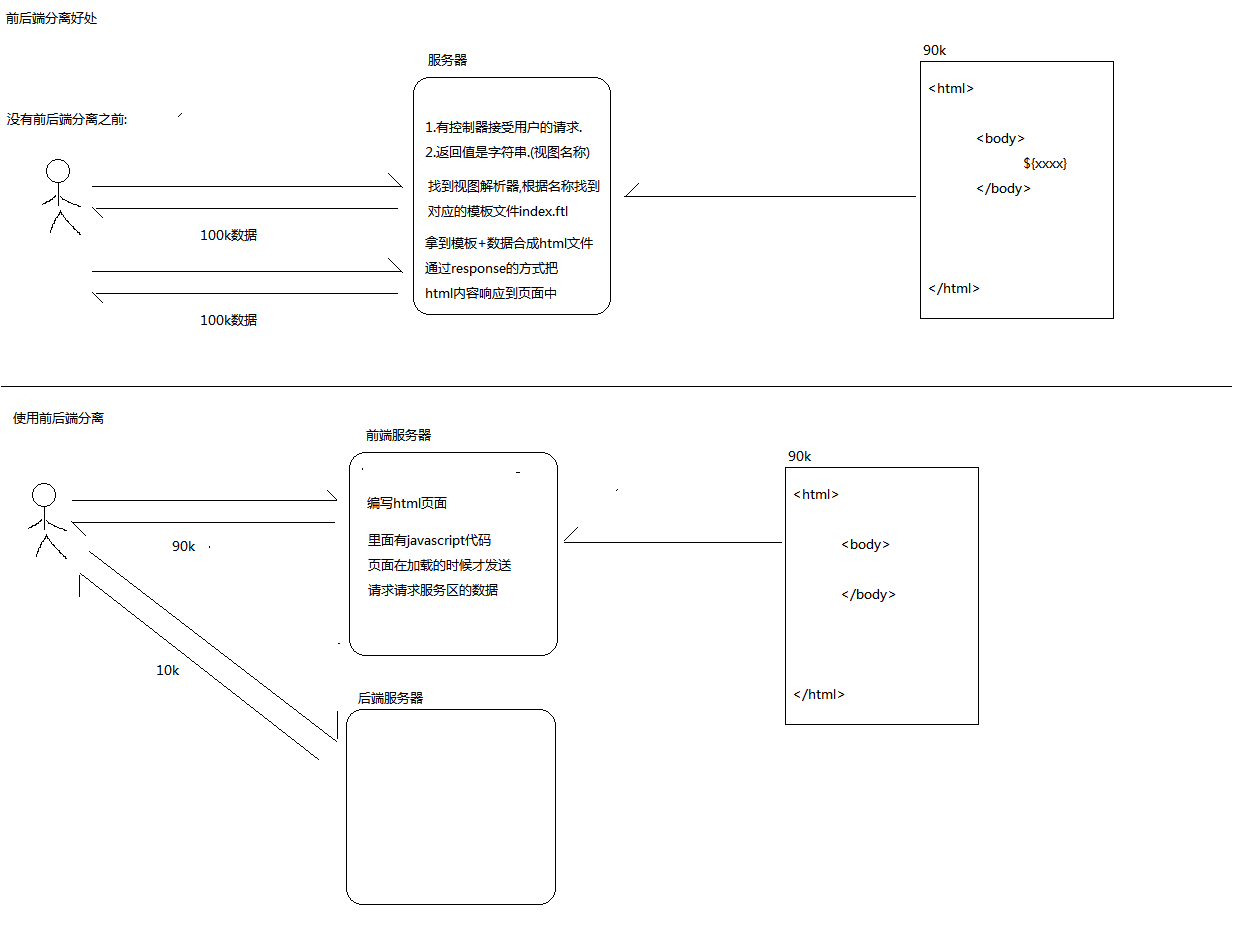 前后端分离好处
服务器
90k
<html>
没有前后端分离之前:
1.有控制器接受用户的请求.
<body>
2.返回值是字符串.(视图名称)
${xxxx}
找到视图解析器,根据名称找到
</body>
对应的模板文件index.ftl
100k数据
拿到模板+数据合成html文件
通过response的方式把
html内容响应到页面中
</html>
100k数据
使用前后端分离
前端服务器
90k
<html>
编写html页面
里面有javascript代码
<body>
90k
页面在加载的时候才发送
请求请求服务区的数据
</body>
10k
后端服务器
</html>